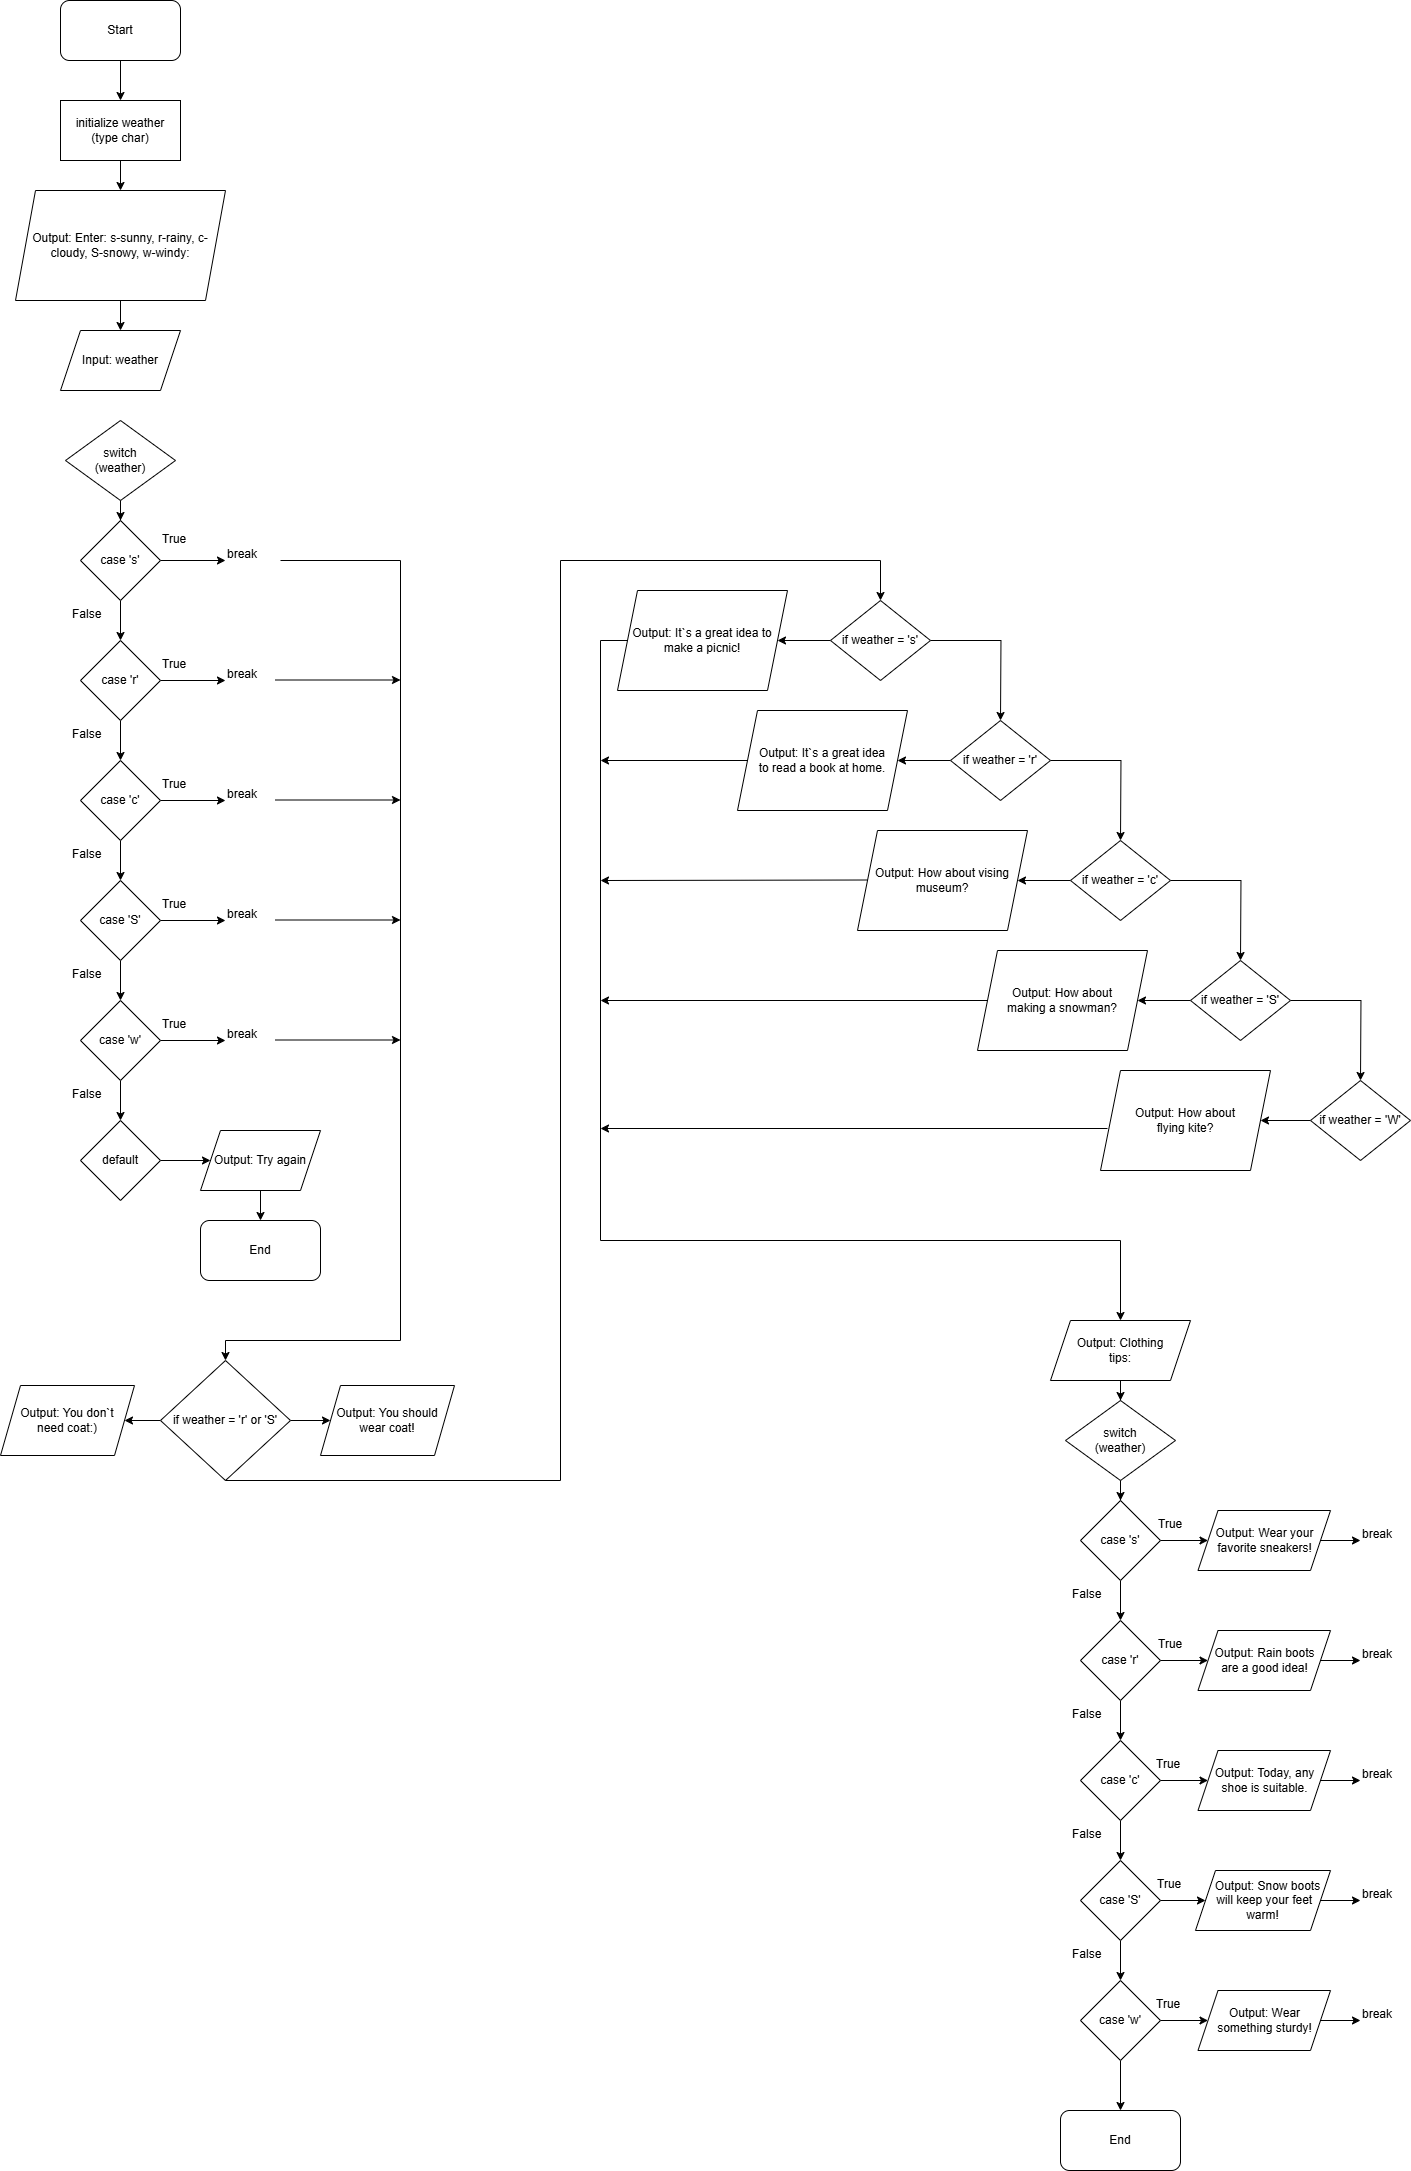 Start
initialize weather
(type char)
Output: Enter: s-sunny, r-rainy, c-
cloudy, S-snowy, w-windy:
Input: weather
switch
(weather)
case 's'
True
break
False
case 'r'
True
break
False
case 'c'
True
break
False
case 'S'
True
break
False
case 'w'
True
break
False
default
Output: Try again
End
if weather = 'r' or 'S'
Output: You don`t
need coat:)
Output: You should
wear coat!
if weather = 's'
Output: It`s a great idea to
make a picnic!
if weather = 'r'
Output: It`s a great idea
to read a book at home.
if weather = 'c'
Output: How about vising
museum?
if weather = 'S'
Output: How about
making a snowman?
if weather = 'W'
Output: How about
flying kite?
Output: Clothing
tips:
switch
(weather)
case 's'
True
Output: Wear your
favorite sneakers!
break
False
case 'r'
True
Output: Rain boots
are a good idea!
break
False
case 'c'
True
Output: Today, any
shoe is suitable.
break
False
case 'S'
True
Output: Snow boots
will keep your feet
warm!
break
False
case 'w'
True
Output: Wear
something sturdy!
break
End